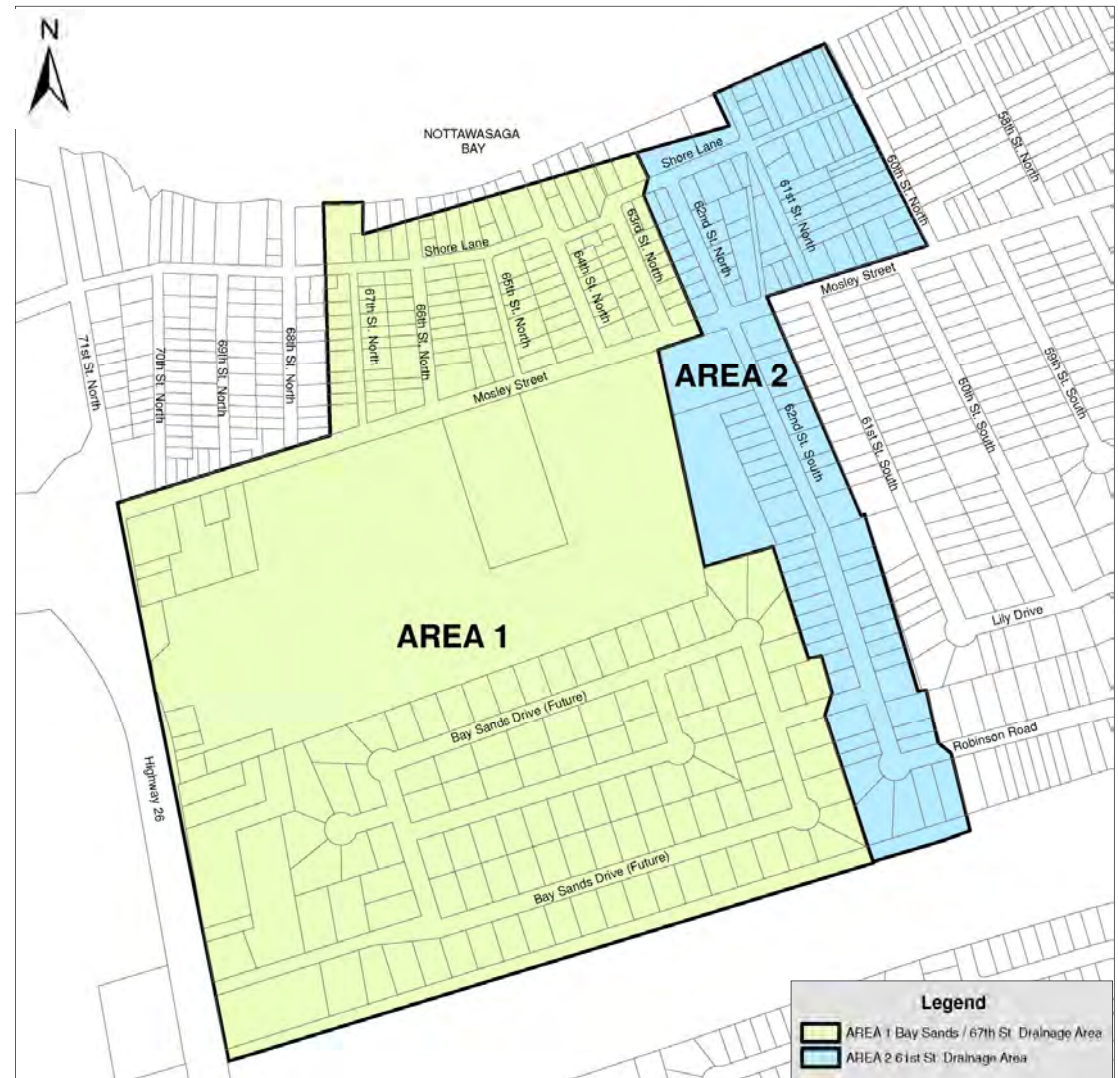 N
NOTTAWASAGA
BAY
Shore Lane
58th St. North
60th St. North
61st St. North
62nd St. North
63rd St. North
64th St. North
65th St. North
66th St. North
67th St. North
Shore Lane
68th St. North
69th St. North
70th St. North
71st St. North
Mosley Street
Mosley Street
AREA 2
59th St. South
60th St. South
61st St. South
62nd St. South
Lily Drive
AREA 1
Bay Sands Drive (Future)
Robinson Road
Highway 26
Bay Sands Drive (Future)
Legend
AREA 1 Bay Sands / 67th St. Drainage Area
AREA 2 61st St. Drainage Area